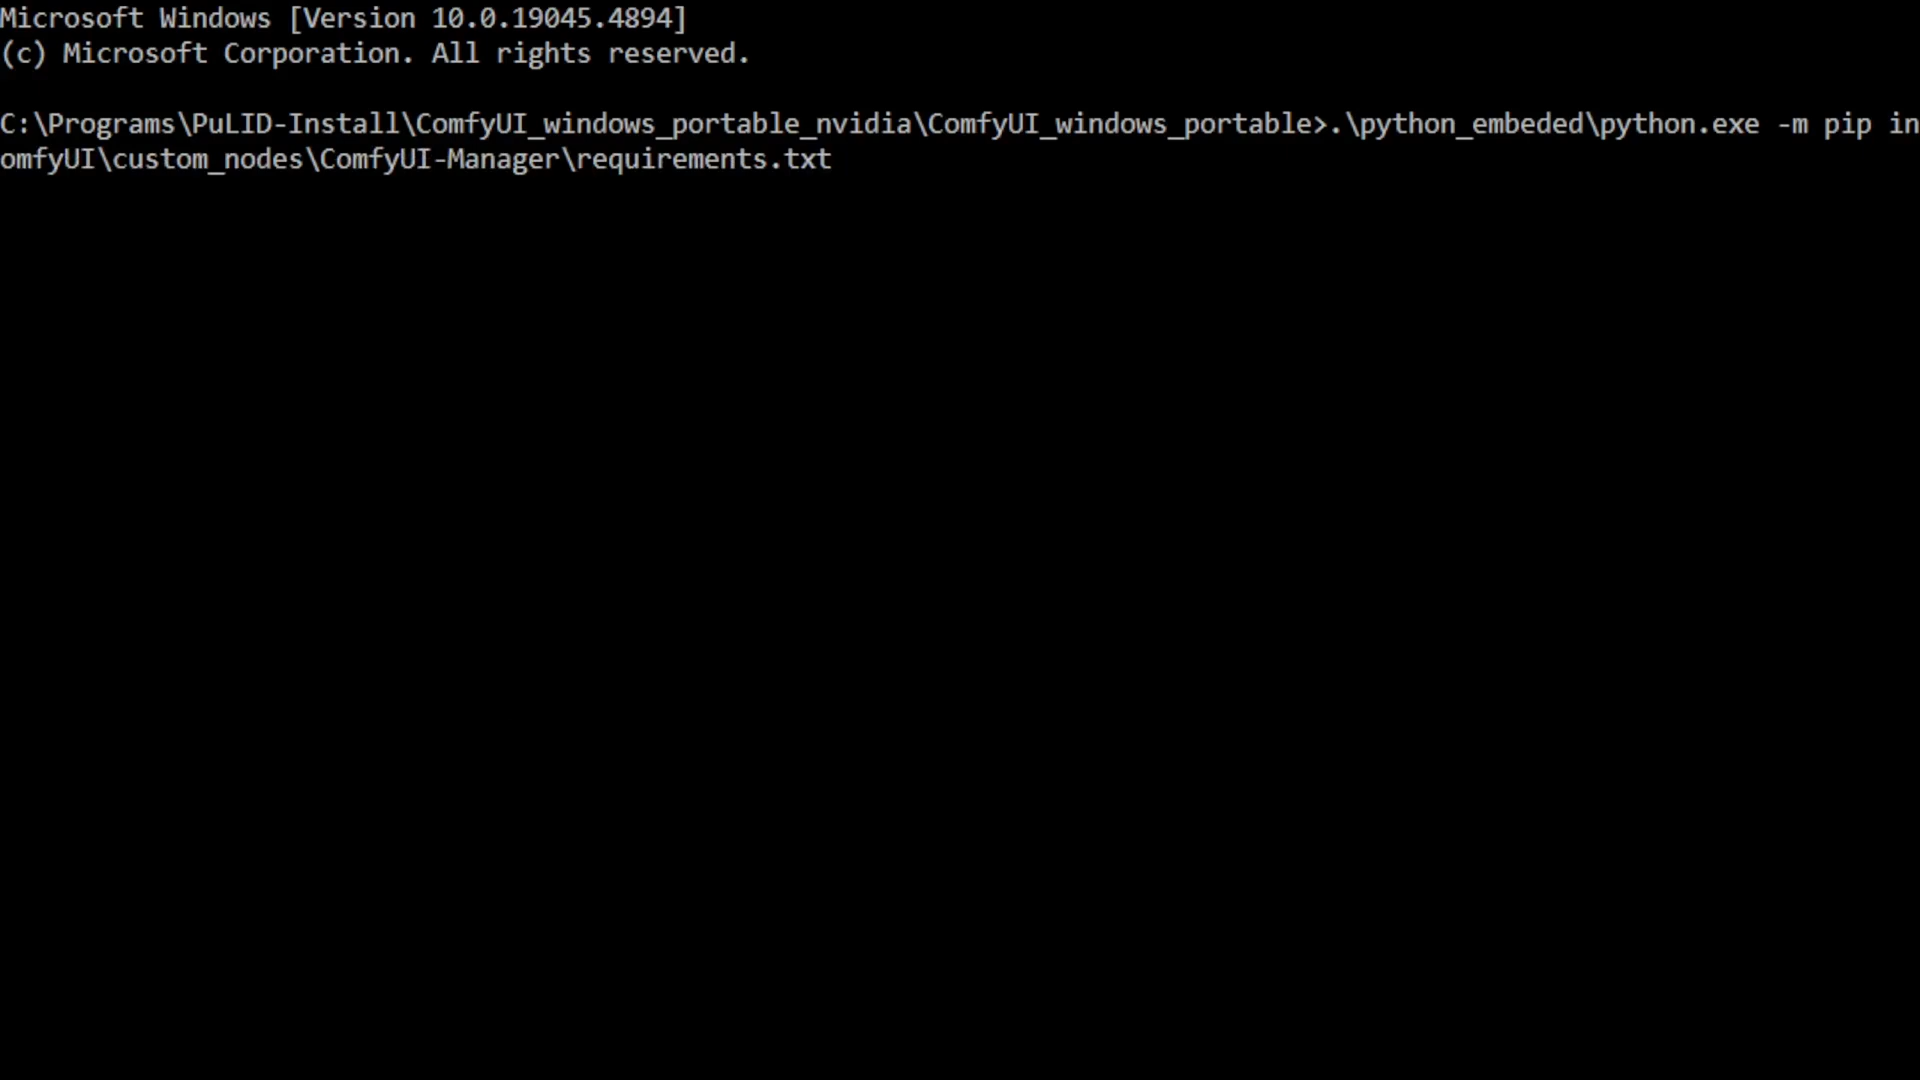 Microsoft Windows [Version 10.0.19045.4894]
(c) Microsoft Corporation. All rights reserved.
C:\Programs\PuLID-Install\ComfyUI_windows_portable_nvidia\ComfyUI_windows_portable>.\python_embeded\python.exe -m pip in
omfyUI\custom_nodes\ComfyUI-Manager\requirements.txt